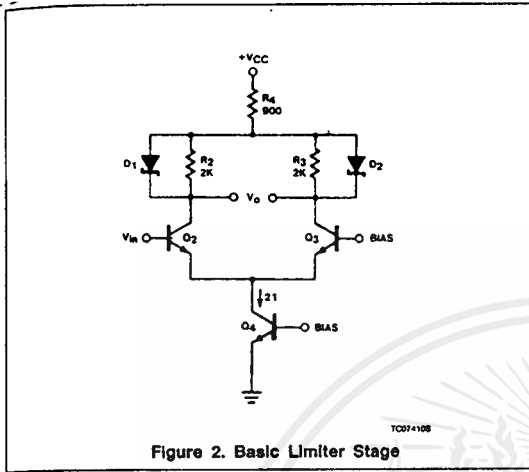 +VCC
R4
900
D1
R2
2K
R3
2K
D2
Vo
Vin
Q2
Q3
BIAS
21
Q4
BIAS
TC07410S
Figure 2. Basic Limiter Stage